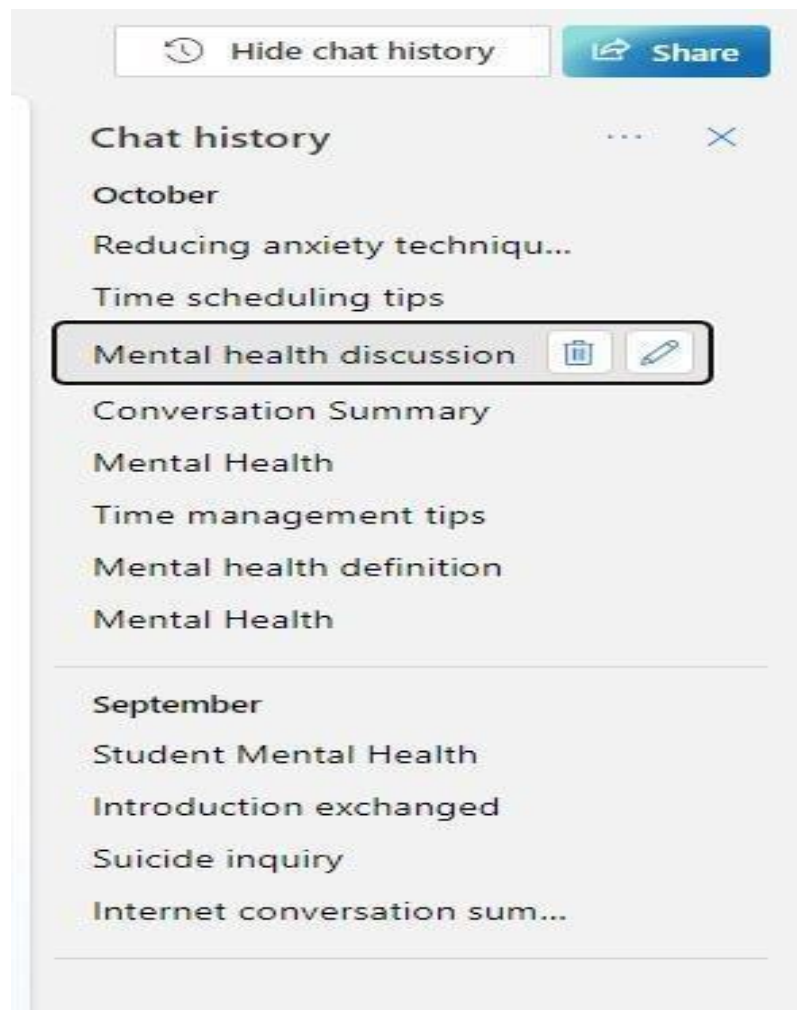 Hide chat history
Share
Chat history
October
Reducing anxiety techniqu...
Time scheduling tips
Mental health discussion
Conversation Summary
Mental Health
Time management tips
Mental health definition
Mental Health
September
Student Mental Health
Introduction exchanged
Suicide inquiry
Internet conversation sum...